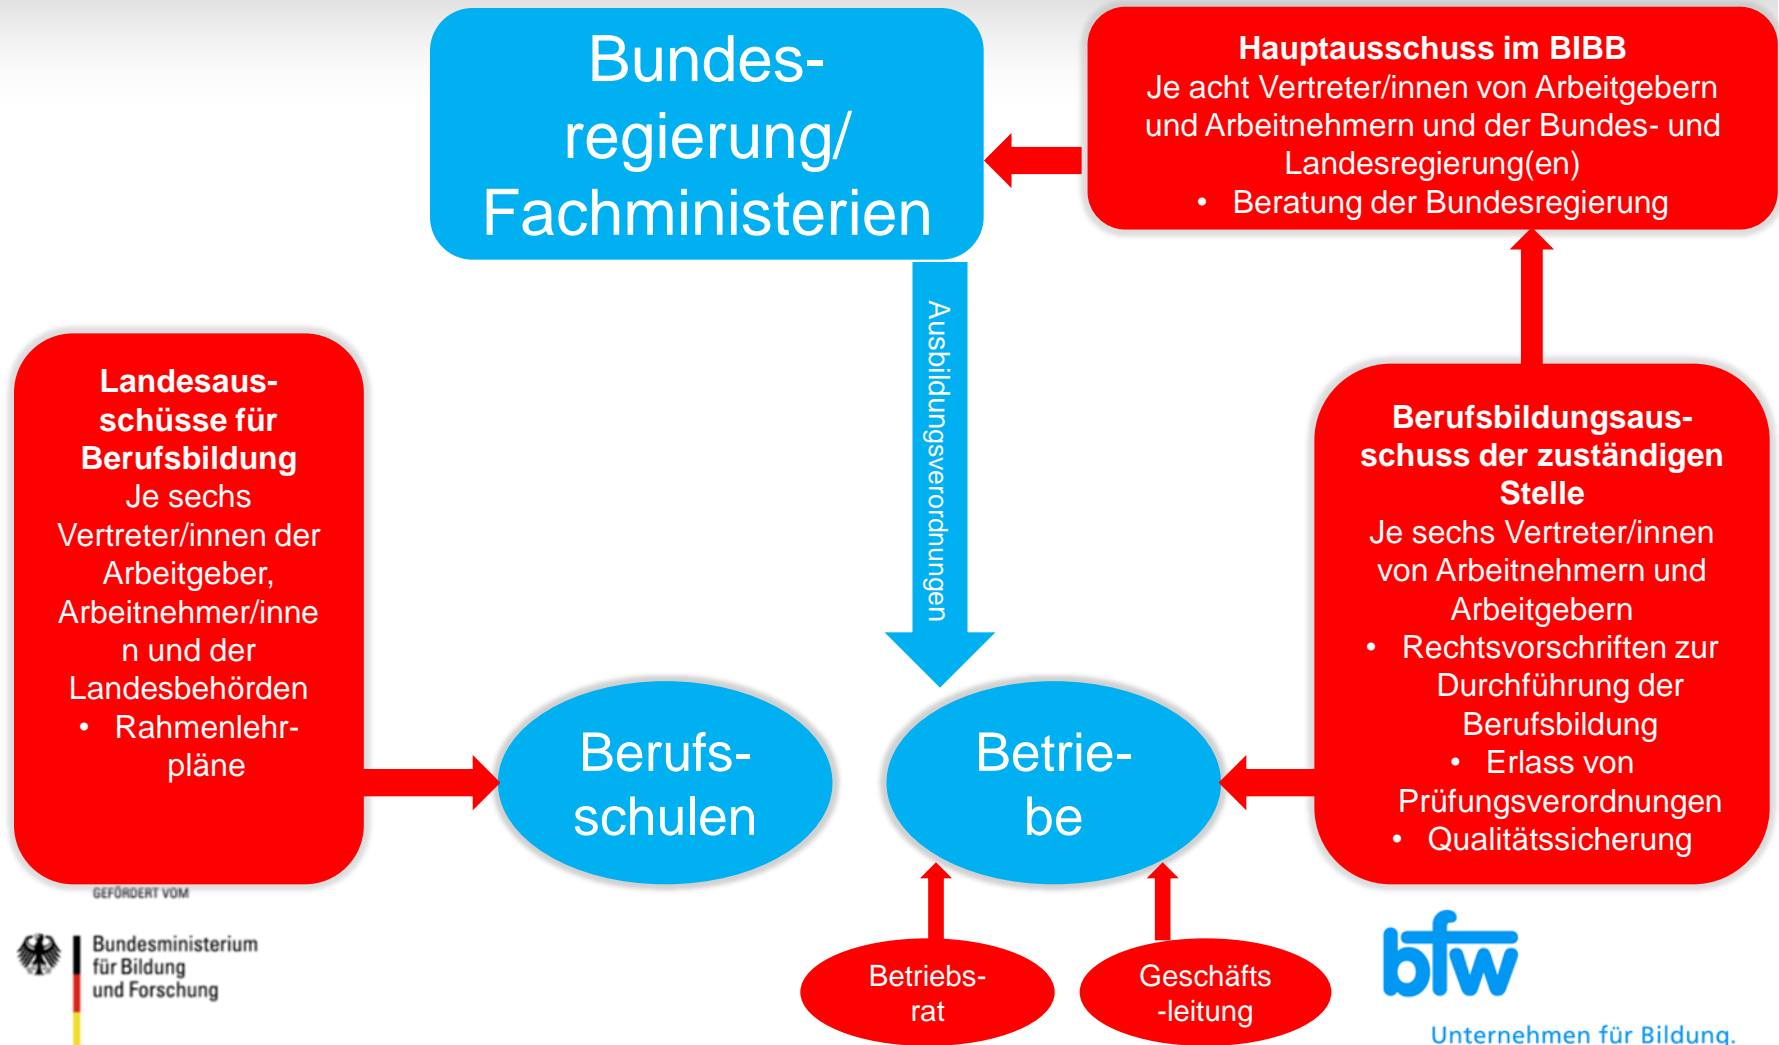 Bundes-
regierung/
Fachministerien
Hauptausschuss im BIBB
Je acht Vertreter/innen von Arbeitgebern
und Arbeitnehmern und der Bundes- und
Landesregierung(en)
• Beratung der Bundesregierung
Ausbildungsverordnungen
Landesaus-
schüsse für
Berufsbildung
Je sechs
Vertreter/innen der
Arbeitgeber,
Arbeitnehmer/inne
n und der
Landesbehörden
• Rahmenlehr-
pläne
Berufsbildungsaus-
schuss der zuständigen
Stelle
Je sechs Vertreter/innen
von Arbeitnehmern und
Arbeitgebern
• Rechtsvorschriften zur
Durchführung der
Berufsbildung
• Erlass von
Prüfungsverordnungen
• Qualitätssicherung
Berufs-
schulen
Betrie-
be
Betriebs-
rat
Geschäfts
-leitung
GEFÖRDERT VOM
Bundesministerium
für Bildung
und Forschung
bfw
Unternehmen für Bildung.